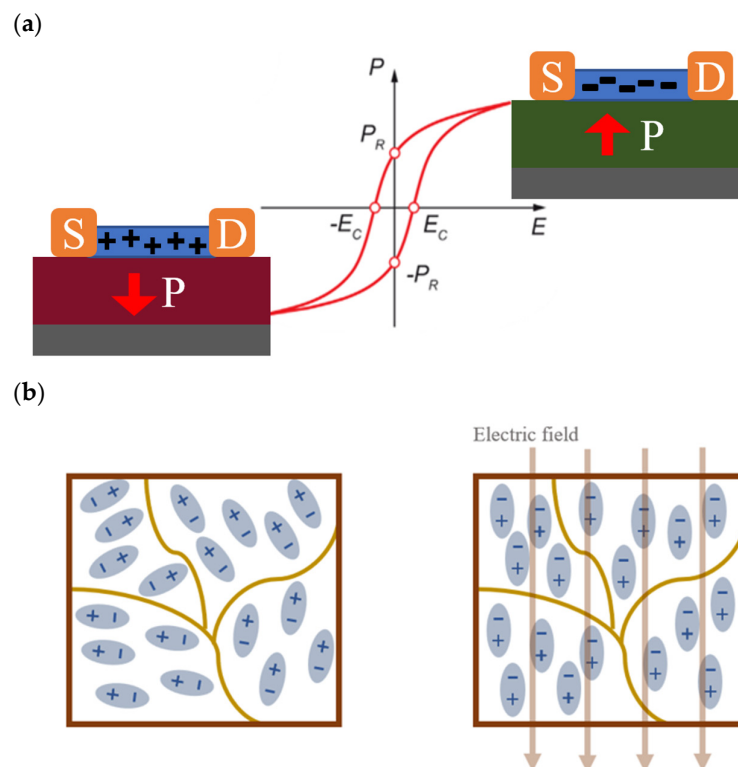 (a)
P
S D
- - - - -
P_R
P
-E_C E_C E
S D
+ + + + +
-P_R
P
(b)
Electric field